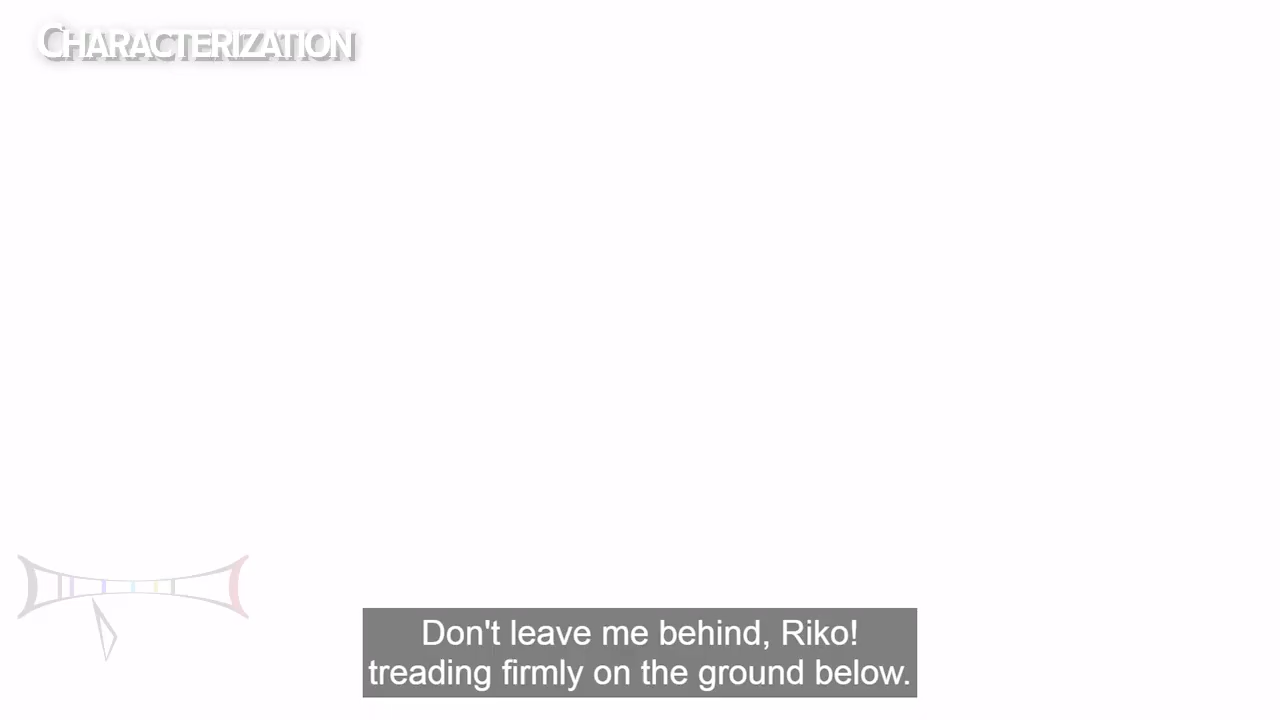 CHARACTERIZATION
Don't leave me behind, Riko!
treading firmly on the ground below.